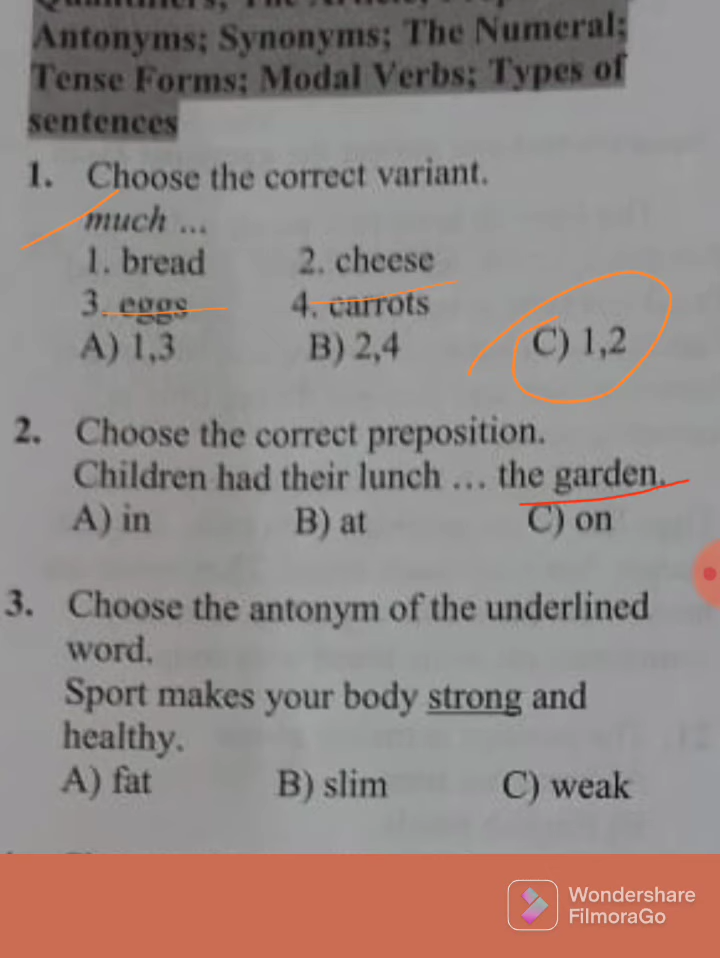 Antonyms; Synonyms; The Numeral;
Tense Forms; Modal Verbs; Types of
sentences
1. Choose the correct variant.
much ...
1. bread 2. cheese
3. eggs 4. carrots
A) 1,3 B) 2,4 C) 1,2
2. Choose the correct preposition.
Children had their lunch ... the garden.
A) in B) at C) on
3. Choose the antonym of the underlined
word.
Sport makes your body strong and
healthy.
A) fat B) slim C) weak
Wondershare
FilmoraGo